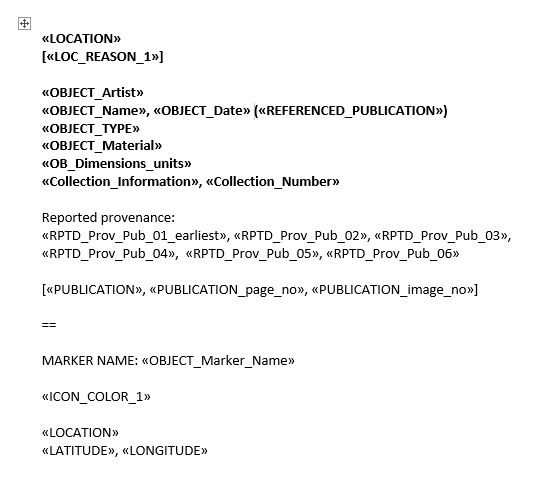 «LOCATION»
[«LOC_REASON_1»]
«OBJECT_Artist»
«OBJECT_Name», «OBJECT_Date» («REFERENCED_PUBLICATION»)
«OBJECT_TYPE»
«OBJECT_Material»
«OB_Dimensions_units»
«Collection_Information», «Collection_Number»
Reported provenance:
«RPTD_Prov_Pub_01_earliest», «RPTD_Prov_Pub_02», «RPTD_Prov_Pub_03»,
«RPTD_Prov_Pub_04»,  «RPTD_Prov_Pub_05», «RPTD_Prov_Pub_06»
[«PUBLICATION», «PUBLICATION_page_no», «PUBLICATION_image_no»]
==
MARKER NAME: «OBJECT_Marker_Name»
«ICON_COLOR_1»
«LOCATION»
«LATITUDE», «LONGITUDE»